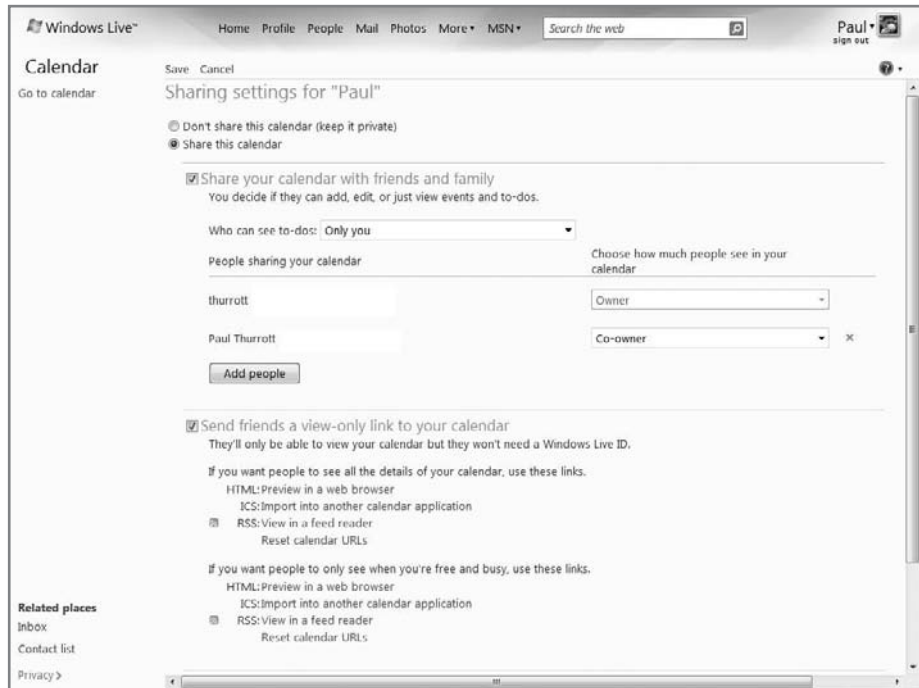 Windows Live™ Home Profile People Mail Photos More MSN Search the web Paul
sign out
Calendar
Go to calendar
Save Cancel
Sharing settings for "Paul"
Don't share this calendar (keep it private)
Share this calendar
Share your calendar with friends and family
You decide if they can add, edit, or just view events and to-dos.
Who can see to-dos: Only you
People sharing your calendar
Choose how much people see in your
calendar
thurrott Owner
Paul Thurrott Co-owner
Add people
Send friends a view-only link to your calendar
They'll only be able to view your calendar but they won't need a Windows Live ID.
If you want people to see all the details of your calendar, use these links.
HTML: Preview in a web browser
ICS: Import into another calendar application
RSS: View in a feed reader
Reset calendar URLs
If you want people to only see when you're free and busy, use these links.
HTML: Preview in a web browser
ICS: Import into another calendar application
RSS: View in a feed reader
Reset calendar URLs
Related places
Inbox
Contact list
Privacy >